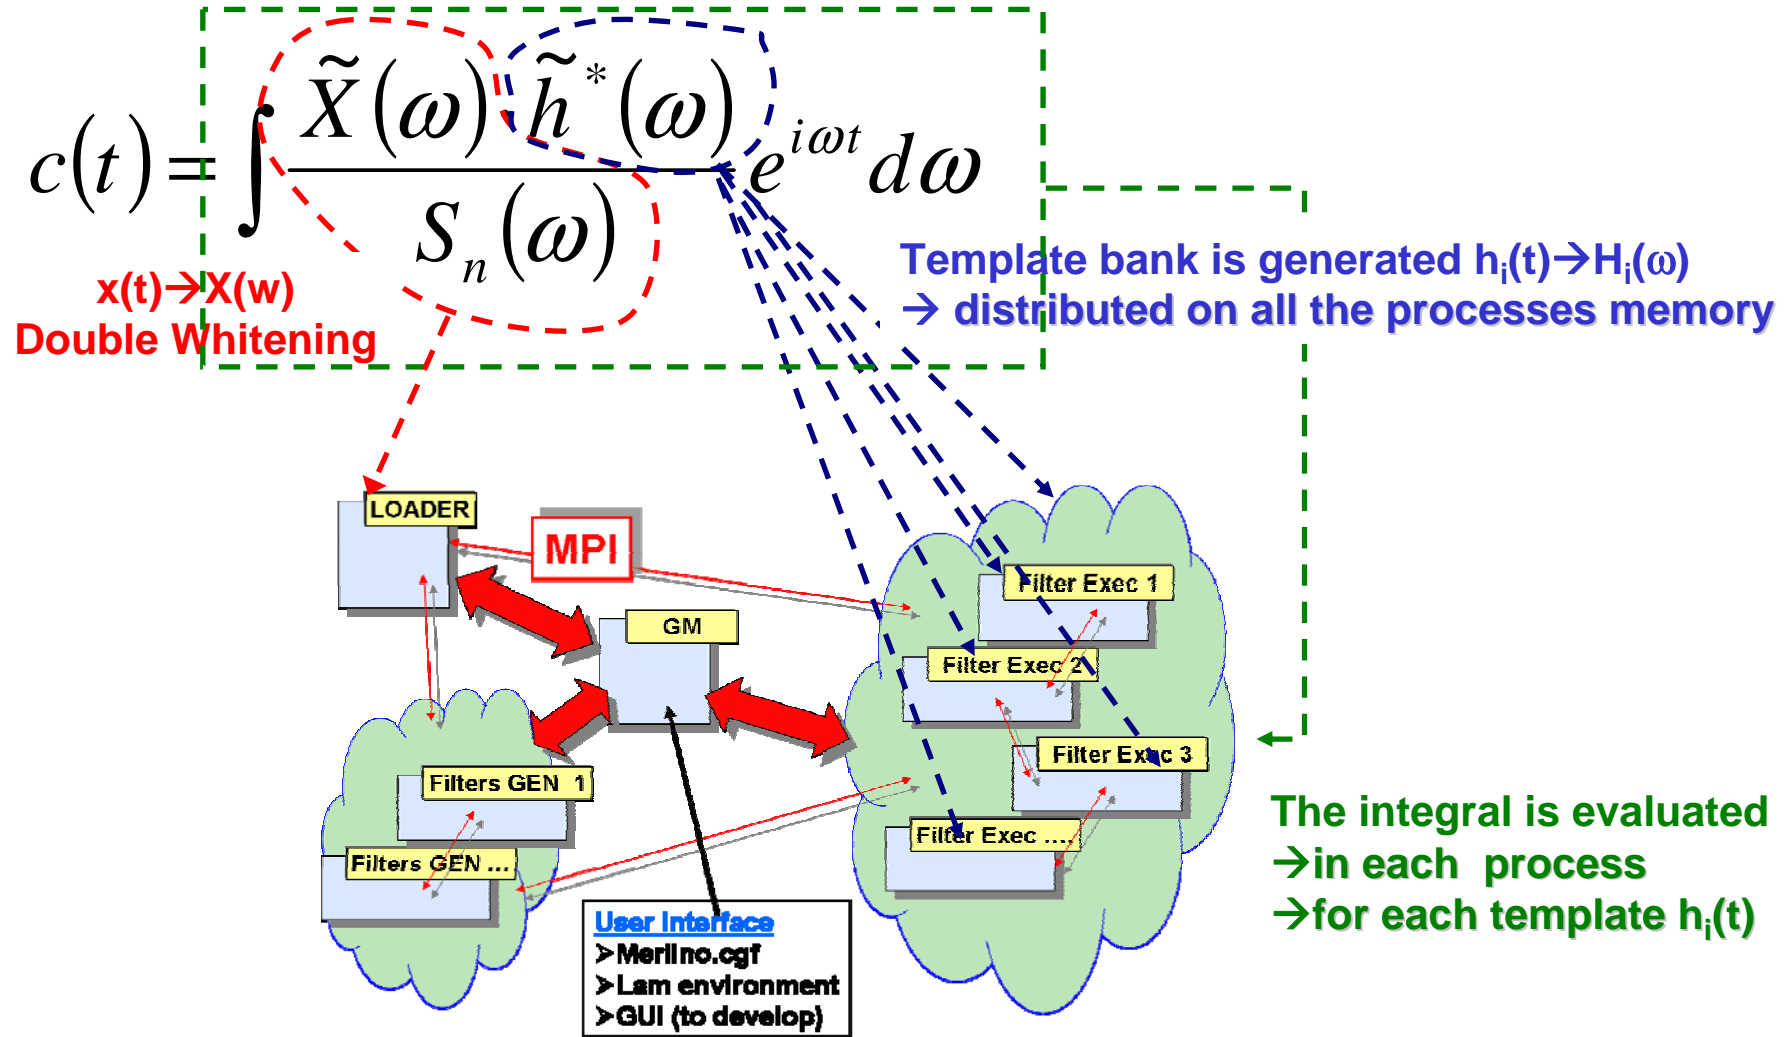 c(t) = ∫ X̃(ω) h̃*(ω) / Sₙ(ω) e^{iωt} dω
x(t)→X(w)
Double Whitening
Template bank is generated hᵢ(t)→Hᵢ(ω)
→ distributed on all the processes memory
LOADER
MPI
GM
Filter Exec 1
Filter Exec 2
Filter Exec 3
Filter Exec ....
Filters GEN 1
Filters GEN ...
User Interface
➢Merlino.cgf
➢Lam environment
➢GUI (to develop)
The integral is evaluated
→in each process
→for each template hᵢ(t)